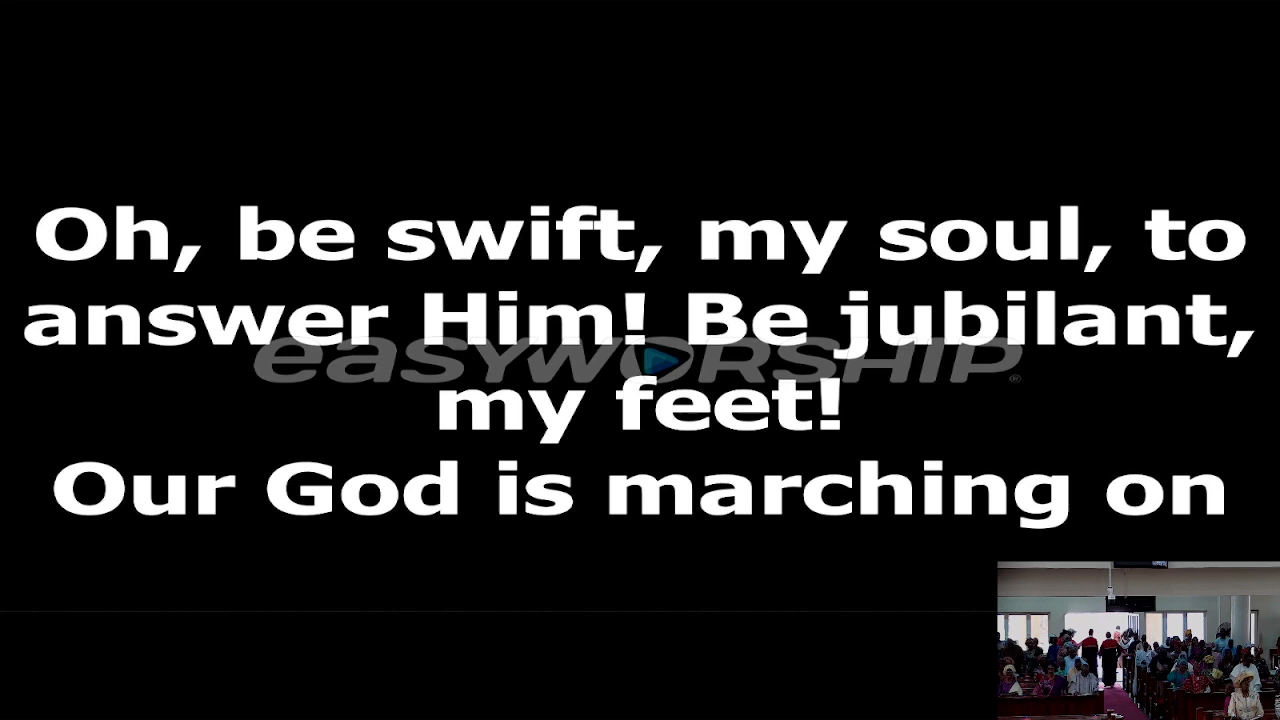 Oh, be swift, my soul, to
answer Him! Be jubilant,
easyworship®
my feet!
Our God is marching on